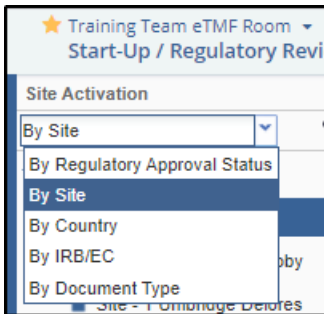 Training Team eTMF Room
Start-Up / Regulatory Revi
Site Activation
By Site
By Regulatory Approval Status
By Site
By Country
By IRB/EC
By Document Type
oby
Site - 1 Umbridge Delores